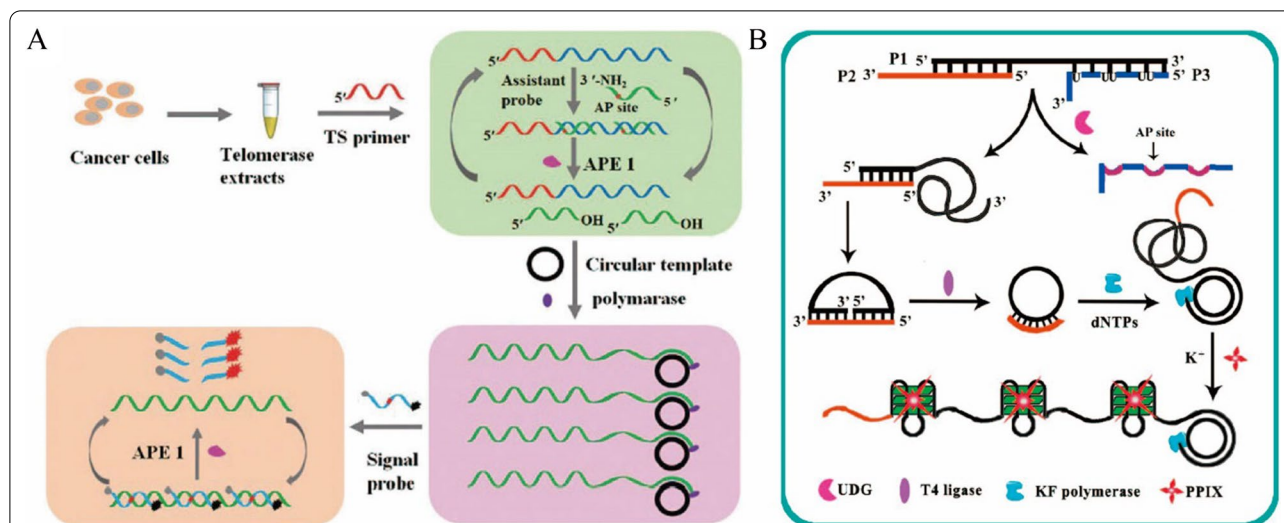 A
Cancer cells
Telomerase
extracts
5′
TS primer
5′
Assistant
probe
3 ′-NH₂
AP site
5′
5′
APE 1
5′
5′
OH
5′
OH
Circular template
polymarase
Signal
probe
APE 1
B
P1
5′
3′
P2
3′
5′
U
UU
UU
5′
P3
3′
AP site
5′
3′
5′
3′
3′ 5′
3′
5′
dNTPs
K⁻
UDG
T4 ligase
KF polymerase
PPIX